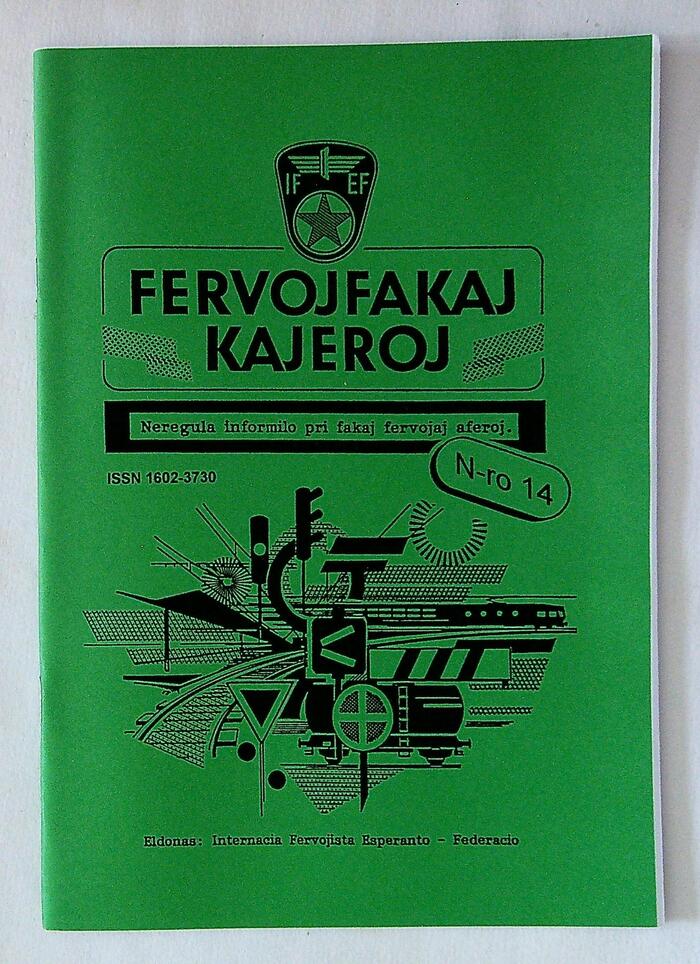 IF EF
FERVOJFAKAJ
KAJEROJ
Neregula informilo pri fakaj fervojaj aferoj.
ISSN 1602-3730
N-ro 14
Eldonas: Internacia Fervojista Esperanto - Federacio